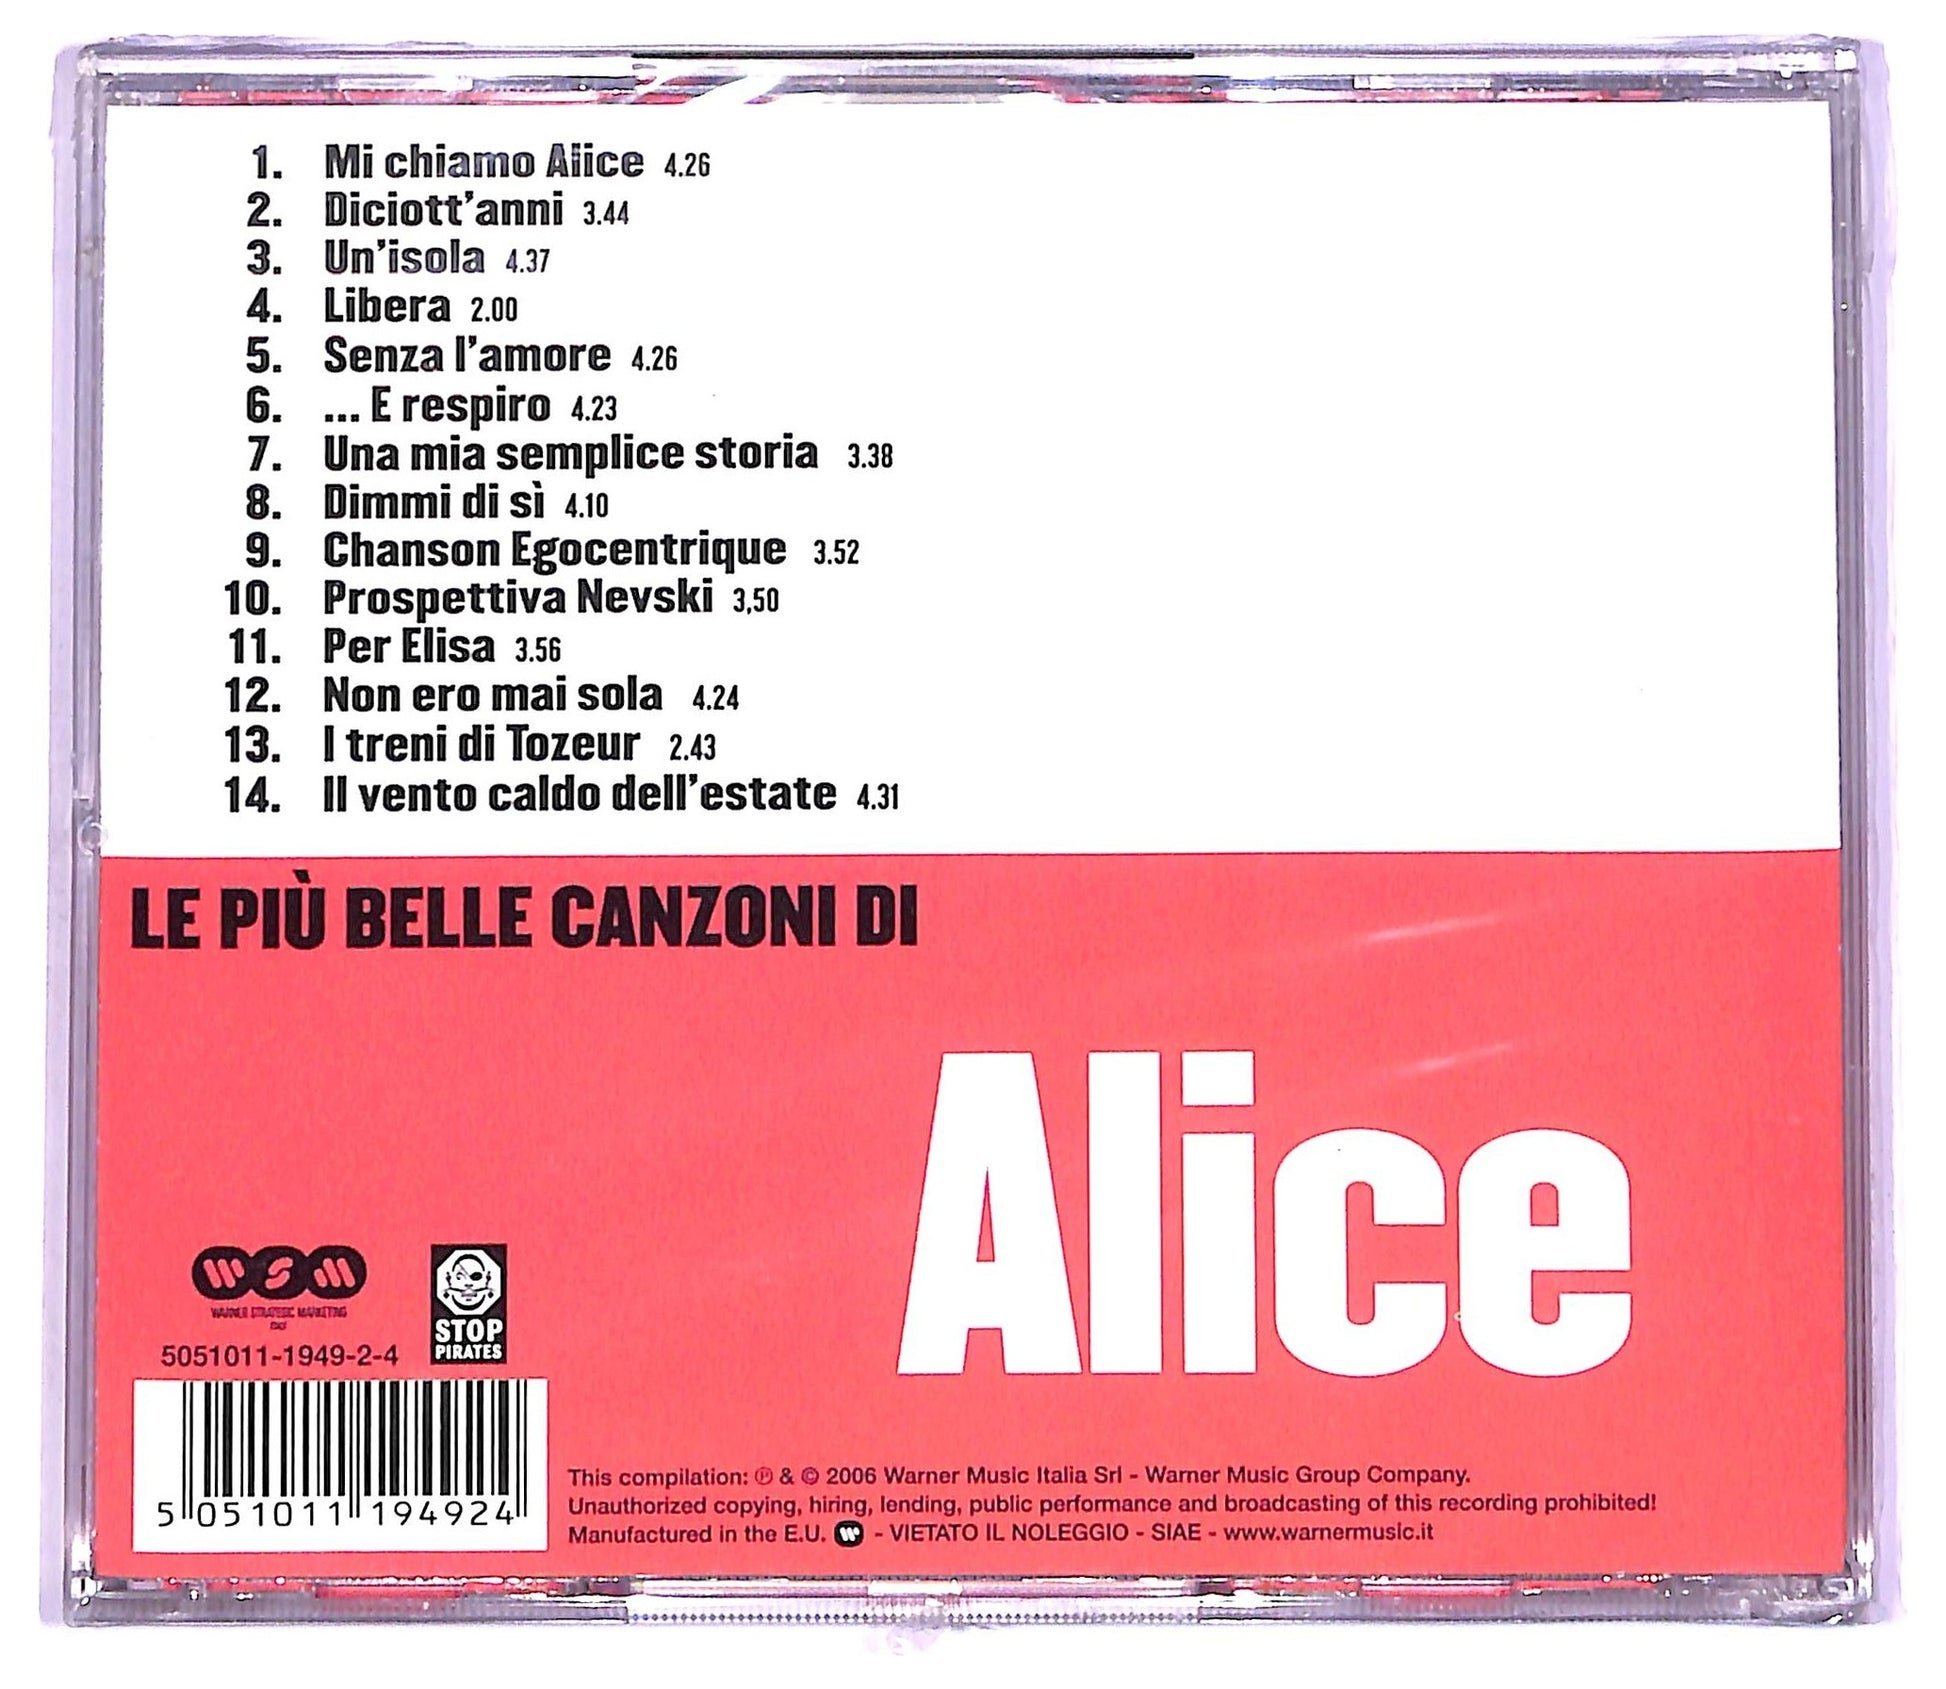 1. Mi chiamo Alice 4.26
2. Diciott'anni 3.44
3. Un'isola 4.37
4. Libera 2.00
5. Senza l'amore 4.26
6. ... E respiro 4.23
7. Una mia semplice storia 3.38
8. Dimmi di sì 4.10
9. Chanson Egocentrique 3.52
10. Prospettiva Nevski 3,50
11. Per Elisa 3.56
12. Non ero mai sola 4.24
13. I treni di Tozeur 2.43
14. Il vento caldo dell'estate 4.31
LE PIÙ BELLE CANZONI DI
Alice
WSM
WARNER STRATEGIC MARKETING
STOP
PIRATES
5051011-1949-2-4
5 051011 194924
This compilation: ℗ & © 2006 Warner Music Italia Srl - Warner Music Group Company.
Unauthorized copying, hiring, lending, public performance and broadcasting of this recording prohibited!
Manufactured in the E.U. W - VIETATO IL NOLEGGIO - SIAE - www.warnermusic.it